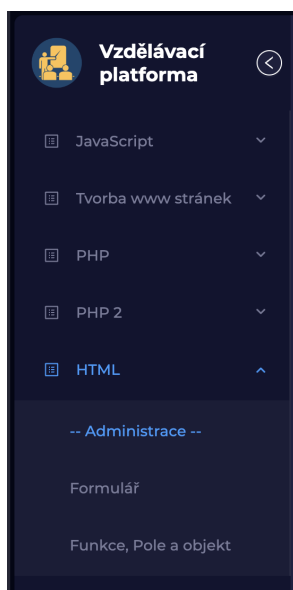 Vzdělávací
platforma
JavaScript
Tvorba www stránek
PHP
PHP 2
HTML
-- Administrace --
Formulář
Funkce, Pole a objekt